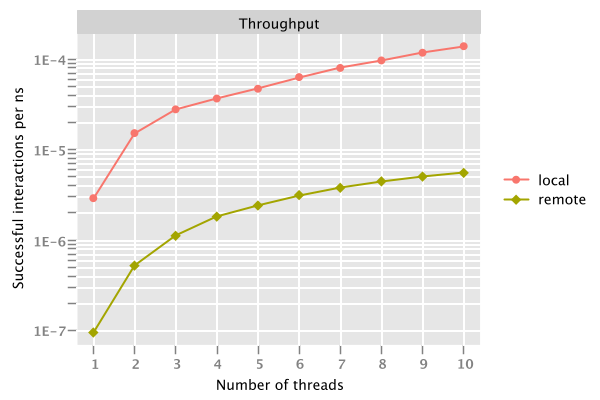 Throughput
Successful interactions per ns
1E-4
1E-5
1E-6
1E-7
1 2 3 4 5 6 7 8 9 10
Number of threads
local
remote